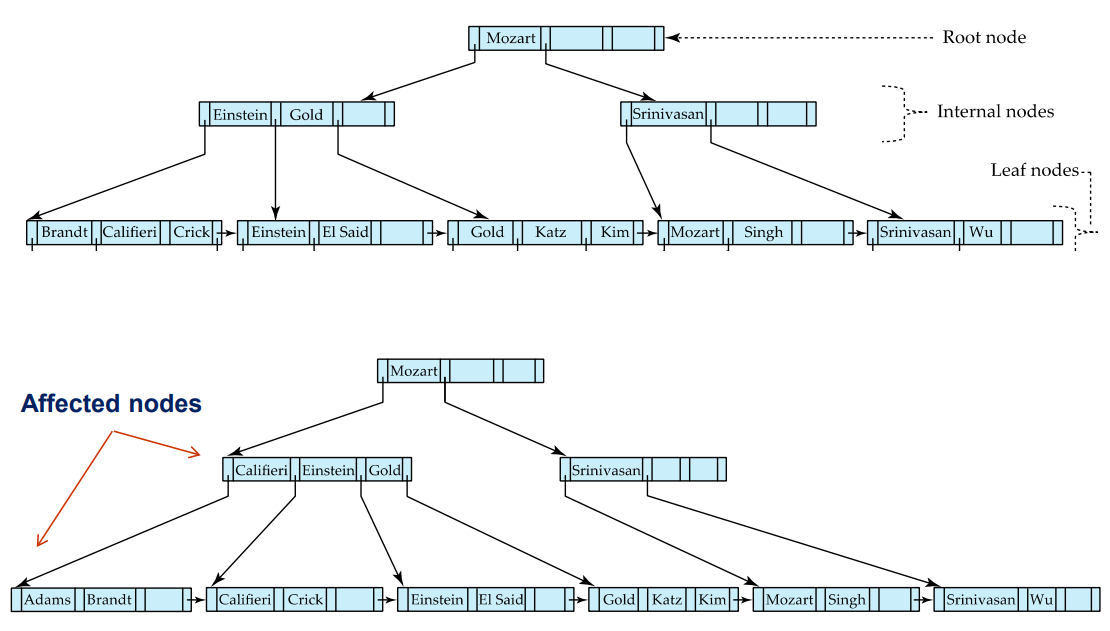 Mozart
Root node
Einstein Gold
Srinivasan
Internal nodes
Leaf nodes
Brandt Califieri Crick
Einstein El Said
Gold Katz Kim
Mozart Singh
Srinivasan Wu
Mozart
Affected nodes
Califieri Einstein Gold
Srinivasan
Adams Brandt
Califieri Crick
Einstein El Said
Gold Katz Kim
Mozart Singh
Srinivasan Wu